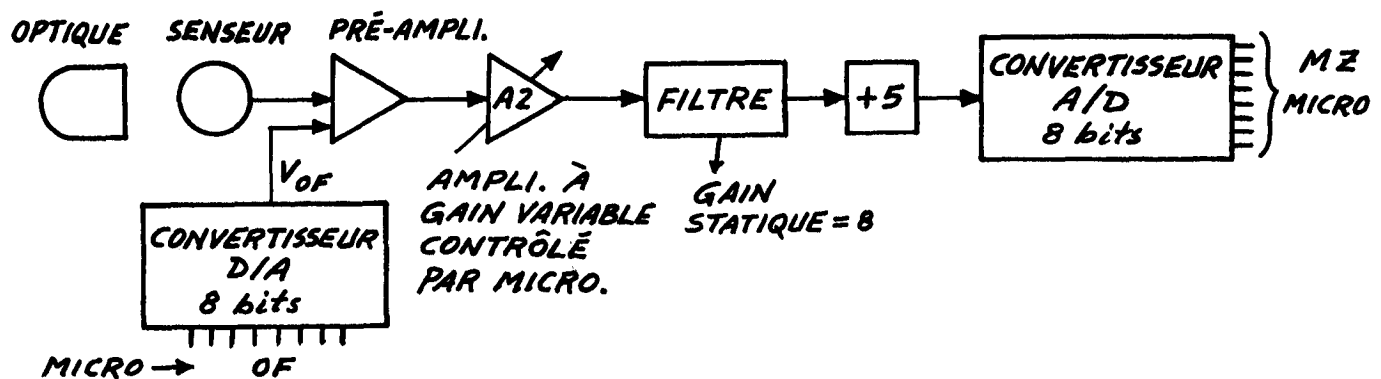 OPTIQUE SENSEUR PRÉ-AMPLI.
A2
FILTRE
+5
CONVERTISSEUR
A/D
8 bits
MZ
MICRO
VOF
AMPLI. À
GAIN VARIABLE
CONTRÔLÉ
PAR MICRO.
GAIN
STATIQUE = 8
CONVERTISSEUR
D/A
8 bits
MICRO → OF